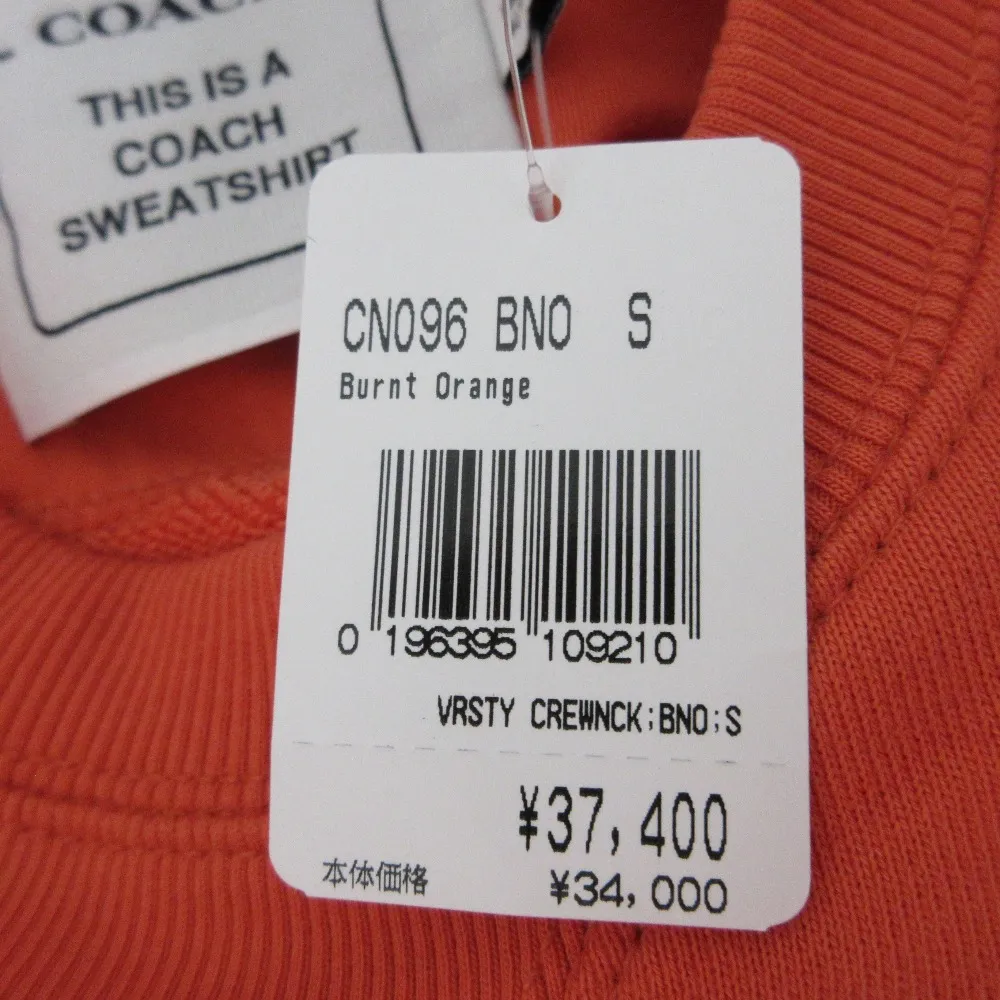 COACH
THIS IS A
COACH
SWEATSHIRT
CN096 BNO S
Burnt Orange
0 196395 109210
VRSTY CREWNCK;BNO;S
¥37,400
本体価格 ¥34,000